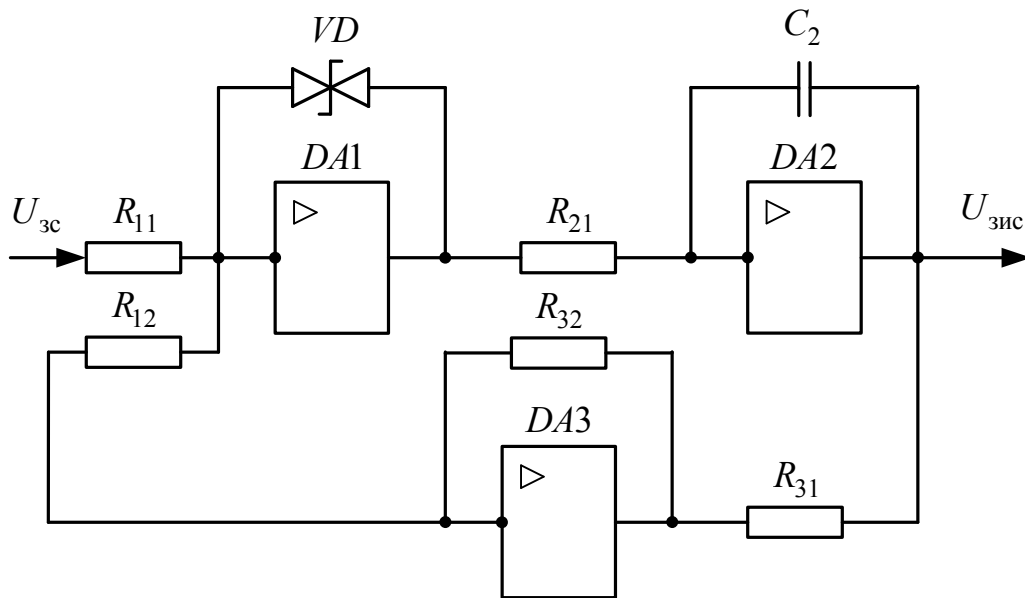 VD
C₂
DA1
DA2
Uзс
R₁₁
R₂₁
Uзис
R₁₂
R₃₂
DA3
R₃₁